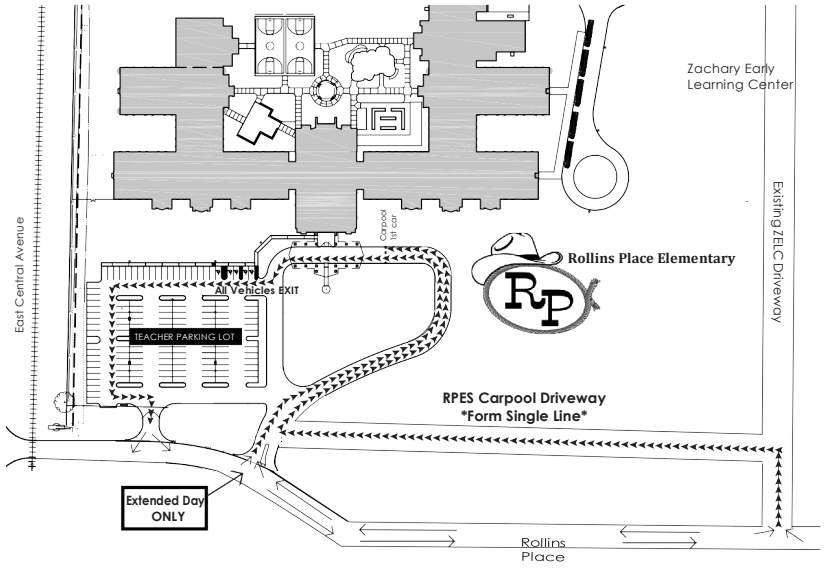 Zachary Early
Learning Center
Existing ZELC Driveway
East Central Avenue
Carpool
1st car
Rollins Place Elementary
RP
All Vehicles EXIT
TEACHER PARKING LOT
RPES Carpool Driveway
*Form Single Line*
Extended Day
ONLY
Rollins
Place